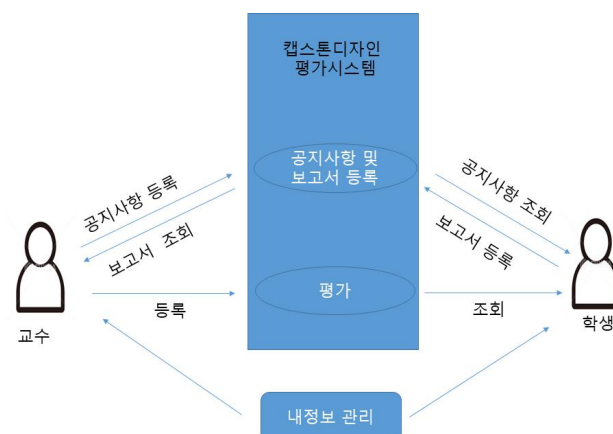 캡스톤디자인
평가시스템
공지사항 및
보고서 등록
공지사항 등록
보고서 조회
공지사항 조회
보고서 등록
평가
등록
조회
교수
학생
내정보 관리